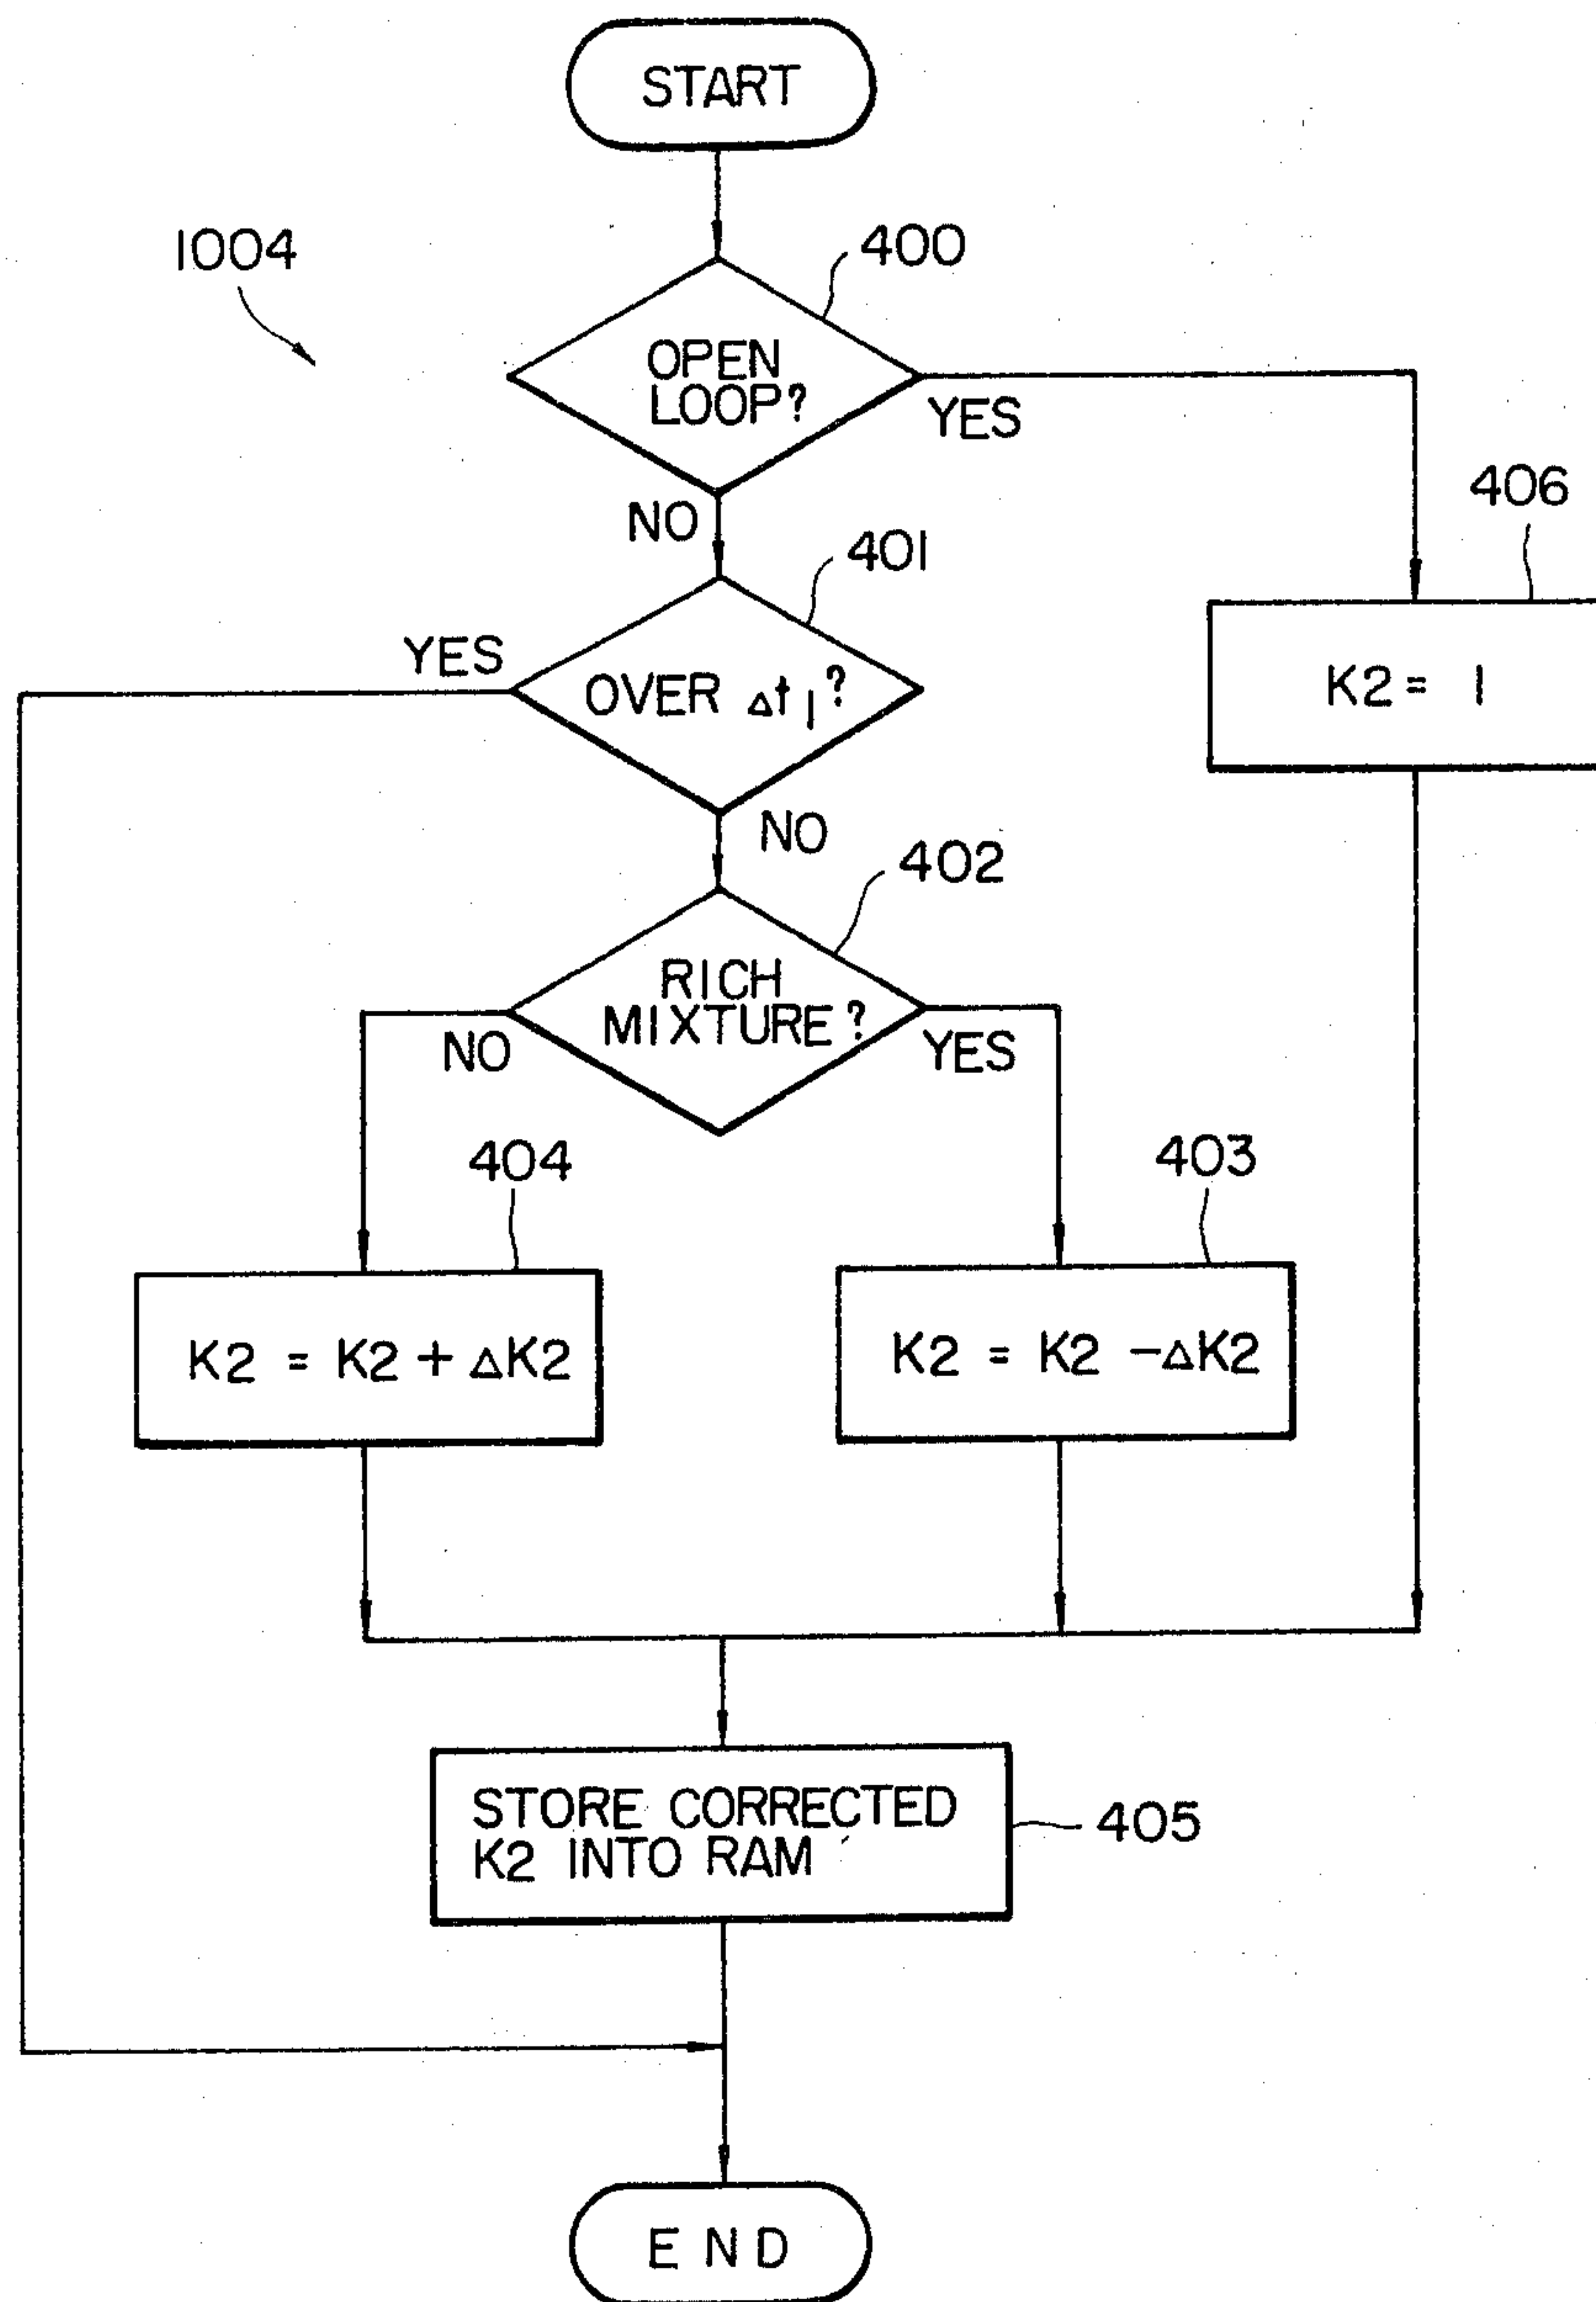 START
1004
400
OPEN
LOOP?
YES
NO
406
401
YES
OVER Δt1?
K2 = 1
NO
402
RICH
MIXTURE?
NO
YES
404
403
K2 = K2 + ΔK2
K2 = K2 - ΔK2
STORE CORRECTED
K2 INTO RAM
405
END